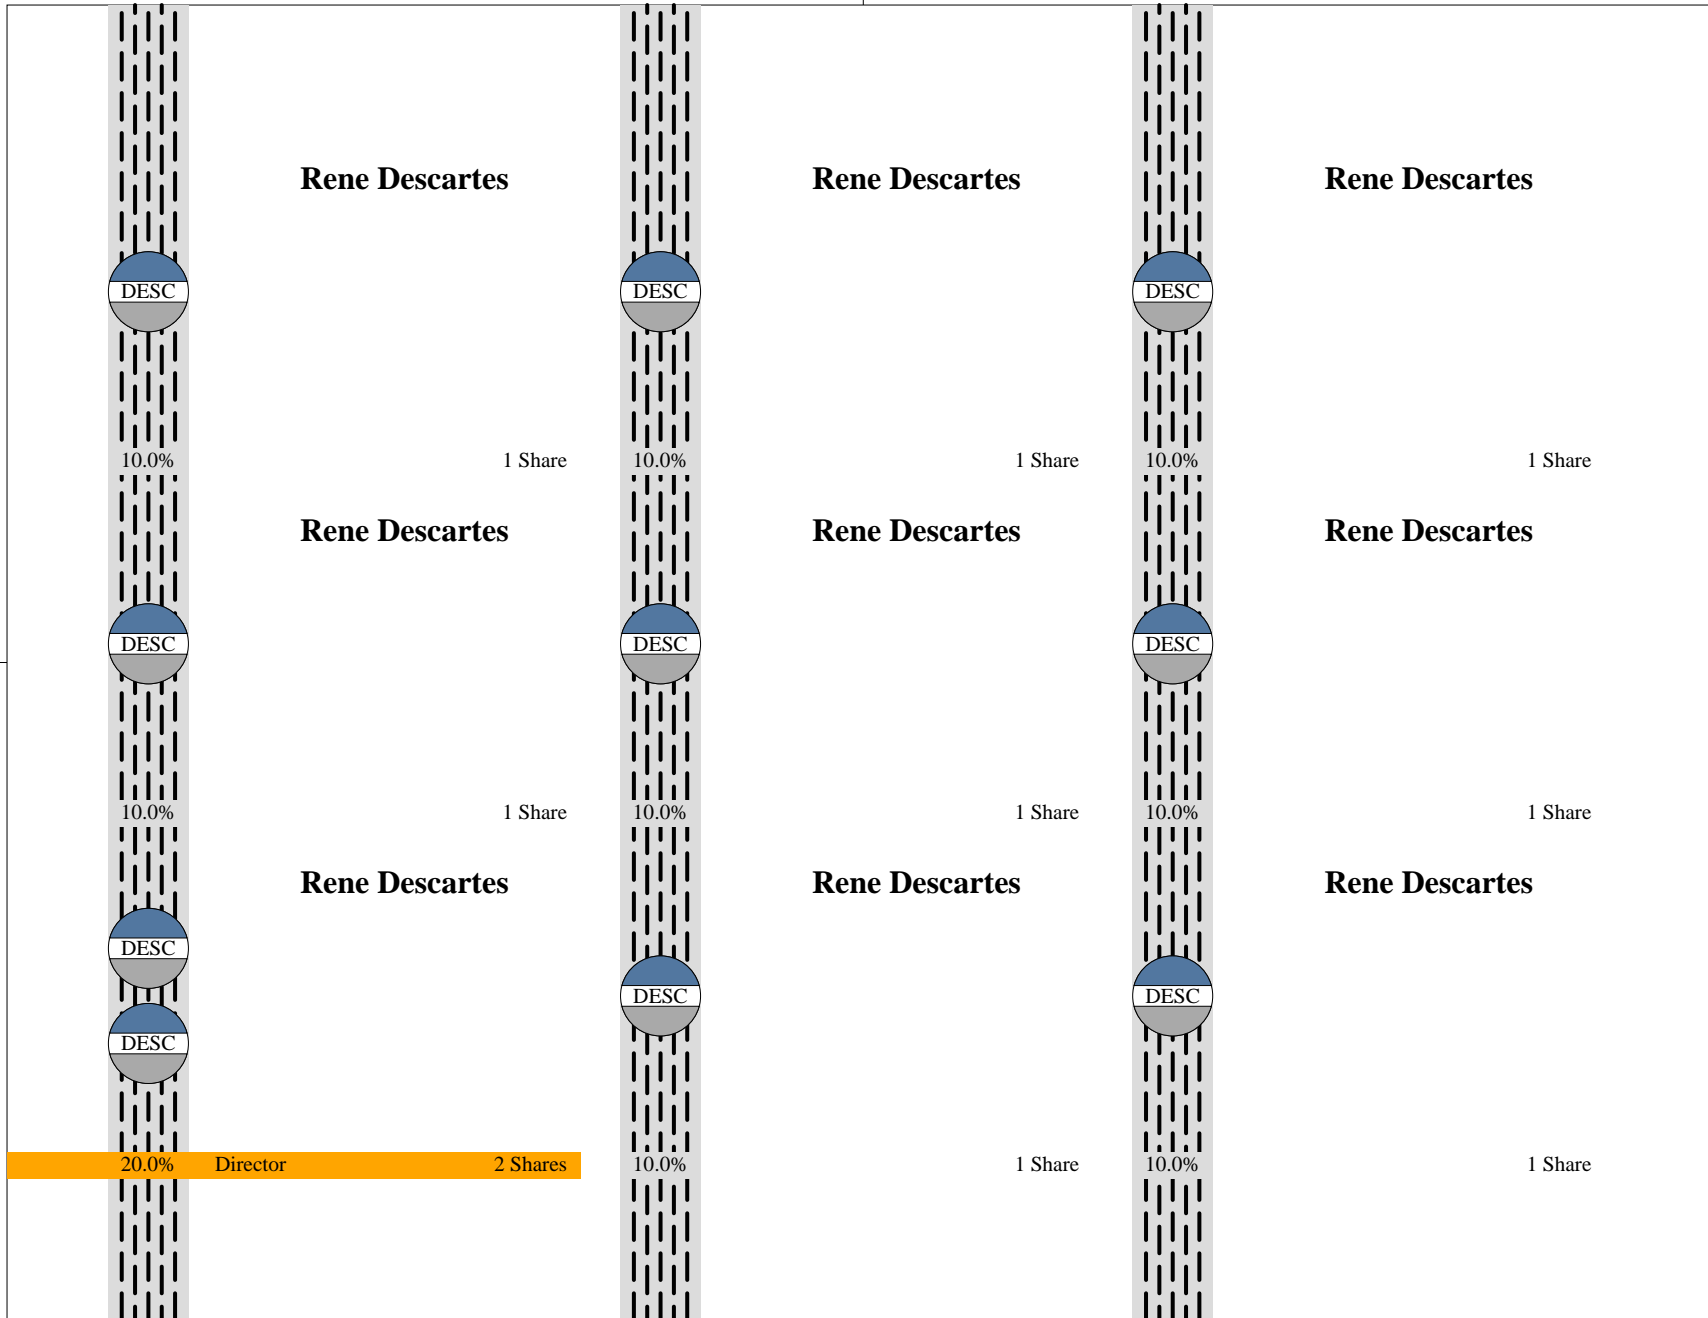 Rene Descartes Rene Descartes Rene Descartes
DESC DESC DESC
10.0% 1 Share 10.0% 1 Share 10.0% 1 Share
Rene Descartes Rene Descartes Rene Descartes
DESC DESC DESC
10.0% 1 Share 10.0% 1 Share 10.0% 1 Share
Rene Descartes Rene Descartes Rene Descartes
DESC
DESC DESC
DESC
20.0% Director 2 Shares 10.0% 1 Share 10.0% 1 Share